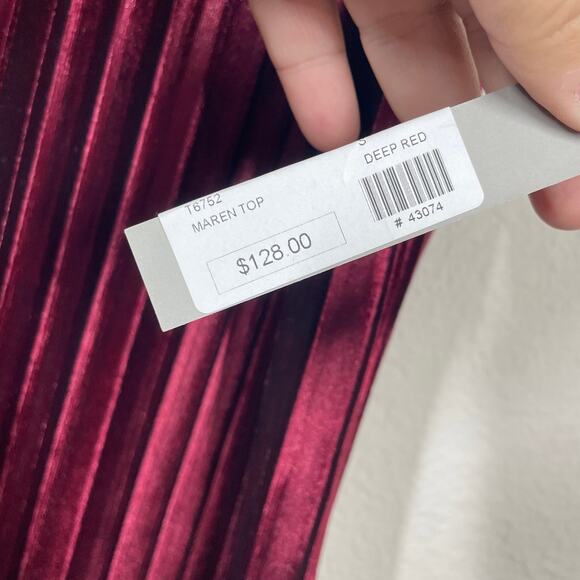 T6752
MAREN TOP
$128.00
S
DEEP RED
# 43074